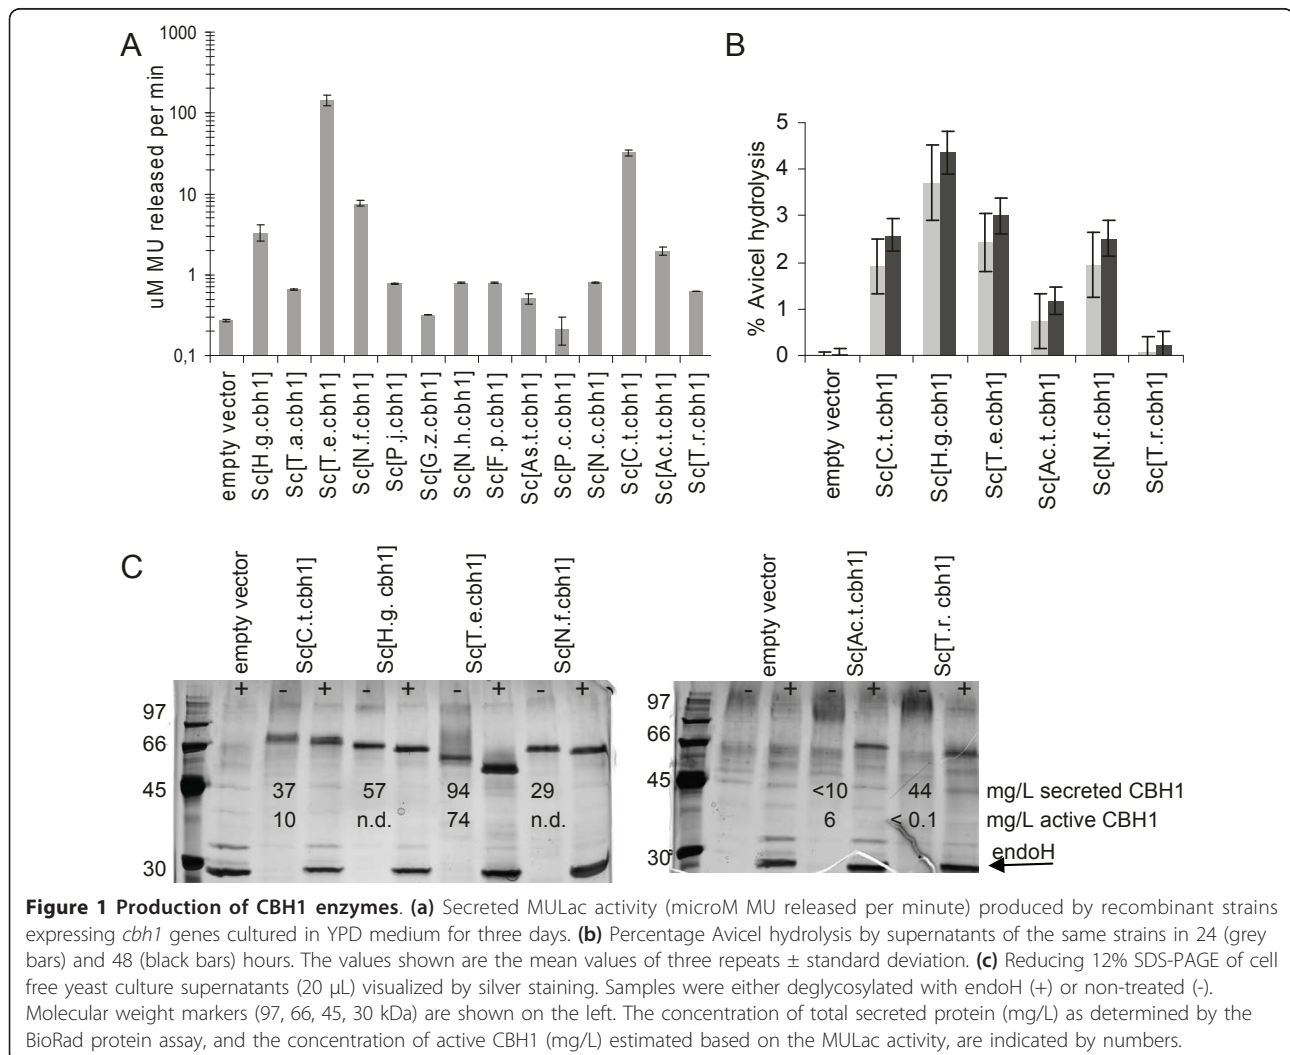 A
1000
100
10
1
0,1
uM MU released per min
empty vector
Sc[H.g.cbh1]
Sc[T.a.cbh1]
Sc[T.e.cbh1]
Sc[N.f.cbh1]
Sc[P.j.cbh1]
Sc[G.z.cbh1]
Sc[N.h.cbh1]
Sc[F.p.cbh1]
Sc[As.t.cbh1]
Sc[P.c.cbh1]
Sc[N.c.cbh1]
Sc[C.t.cbh1]
Sc[Ac.t.cbh1]
Sc[T.r.cbh1]
B
5
4
3
2
1
0
% Avicel hydrolysis
empty vector
Sc[C.t.cbh1]
Sc[H.g.cbh1]
Sc[T.e.cbh1]
Sc[Ac.t.cbh1]
Sc[N.f.cbh1]
Sc[T.r.cbh1]
C
empty vector
Sc[C.t.cbh1]
Sc[H.g. cbh1]
Sc[T.e.cbh1]
Sc[N.f.cbh1]
+ - + - + - + - +
97
66
45
30
37 57 94 29
10 n.d. 74 n.d.
empty vector
Sc[Ac.t.cbh1]
Sc[T.r. cbh1]
- + - + - +
97
66
45
30
<10 44 mg/L secreted CBH1
6 < 0.1 mg/L active CBH1
endoH
Figure 1 Production of CBH1 enzymes. (a) Secreted MULac activity (microM MU released per minute) produced by recombinant strains
expressing cbh1 genes cultured in YPD medium for three days. (b) Percentage Avicel hydrolysis by supernatants of the same strains in 24 (grey
bars) and 48 (black bars) hours. The values shown are the mean values of three repeats ± standard deviation. (c) Reducing 12% SDS-PAGE of cell
free yeast culture supernatants (20 μL) visualized by silver staining. Samples were either deglycosylated with endoH (+) or non-treated (-).
Molecular weight markers (97, 66, 45, 30 kDa) are shown on the left. The concentration of total secreted protein (mg/L) as determined by the
BioRad protein assay, and the concentration of active CBH1 (mg/L) estimated based on the MULac activity, are indicated by numbers.